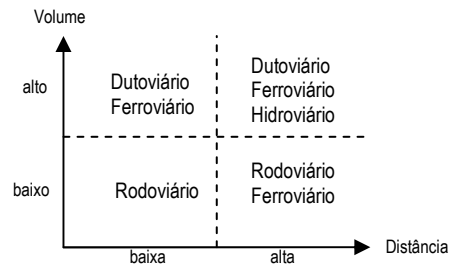 Volume
alto
Dutoviário
Ferroviário
Dutoviário
Ferroviário
Hidroviário
baixo
Rodoviário
Rodoviário
Ferroviário
baixa
alta
Distância